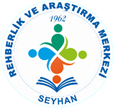 REHBERLİK VE ARAŞTIRMA MERKEZİ
1962
SEYHAN